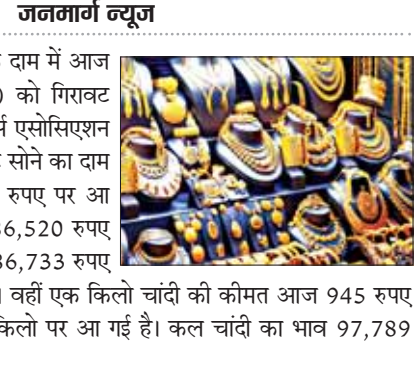 जनमार्ग न्यूज
दाम में आज
को गिरावट
एसोसिएशन
सोने का दाम
रुपए पर आ
6,520 रुपए
86,733 रुपए
। वहीं एक किलो चांदी की कीमत आज 945 रुपए
किलो पर आ गई है। कल चांदी का भाव 97,789